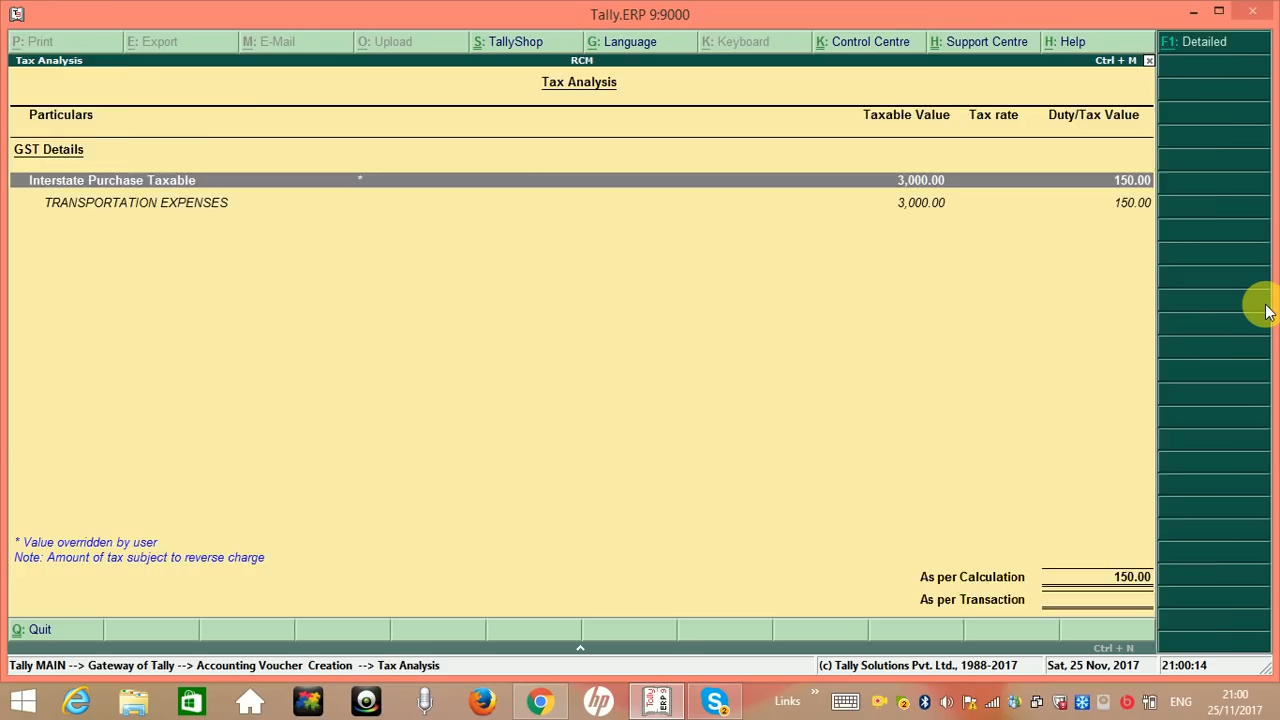 Tally.ERP 9:9000
P: Print E: Export M: E-Mail O: Upload S: TallyShop G: Language K: Keyboard K: Control Centre H: Support Centre H: Help F1: Detailed
Tax Analysis RCM Ctrl + M
Tax Analysis
Particulars Taxable Value Tax rate Duty/Tax Value
GST Details
Interstate Purchase Taxable * 3,000.00 150.00
TRANSPORTATION EXPENSES 3,000.00 150.00
* Value overridden by user
Note: Amount of tax subject to reverse charge
As per Calculation 150.00
As per Transaction
Q: Quit
Ctrl + N
Tally MAIN --> Gateway of Tally --> Accounting Voucher Creation --> Tax Analysis (c) Tally Solutions Pvt. Ltd., 1988-2017 Sat, 25 Nov, 2017 21:00:14
Links ENG 21:00
25/11/2017